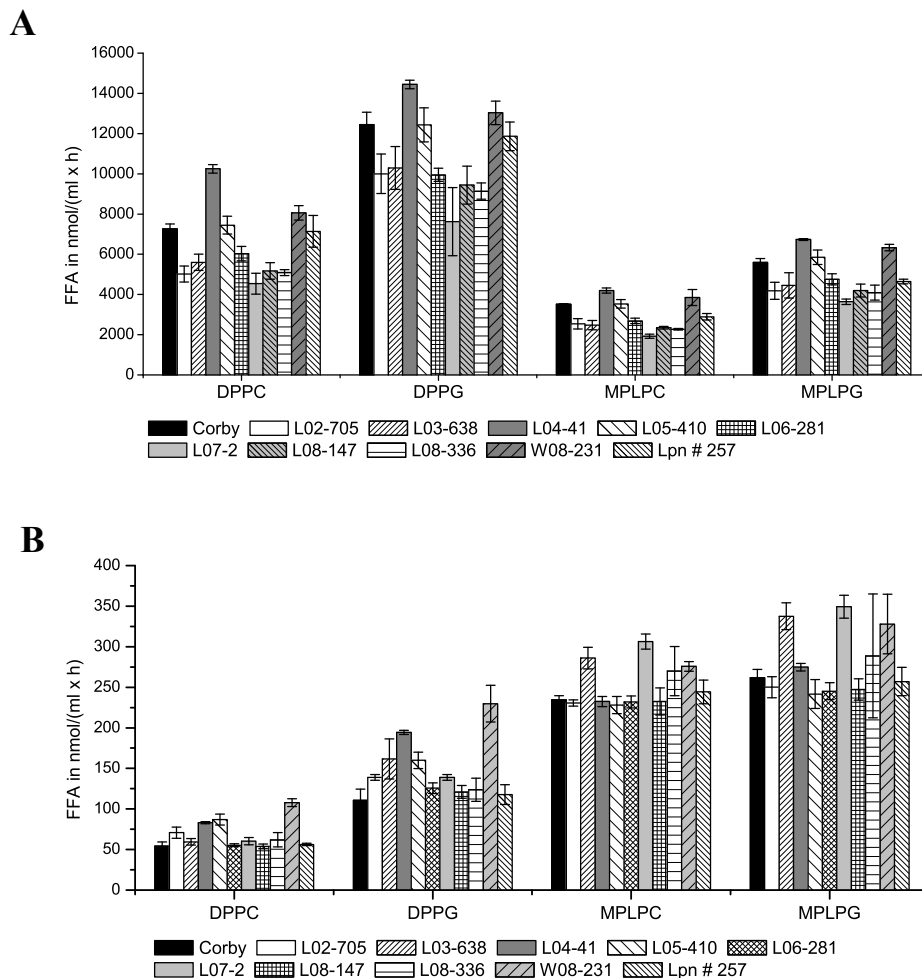 A
FFA in nmol/(ml x h)
16000
14000
12000
10000
8000
6000
4000
2000
0
DPPC DPPG MPLPC MPLPG
Corby L02-705 L03-638 L04-41 L05-410 L06-281
L07-2 L08-147 L08-336 W08-231 Lpn # 257
B
FFA in nmol/(ml x h)
400
350
300
250
200
150
100
50
0
DPPC DPPG MPLPC MPLPG
Corby L02-705 L03-638 L04-41 L05-410 L06-281
L07-2 L08-147 L08-336 W08-231 Lpn # 257